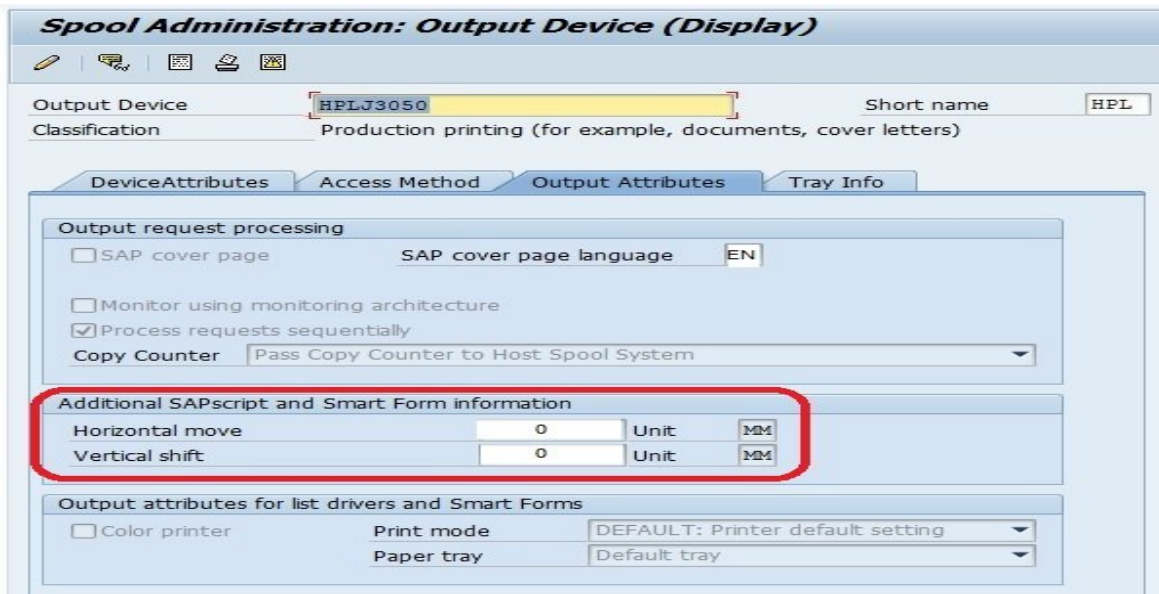 Spool Administration: Output Device (Display)
Output Device HPLJ3050 Short name HPL
Classification Production printing (for example, documents, cover letters)
DeviceAttributes Access Method Output Attributes Tray Info
Output request processing
SAP cover page SAP cover page language EN
Monitor using monitoring architecture
Process requests sequentially
Copy Counter Pass Copy Counter to Host Spool System
Additional SAPscript and Smart Form information
Horizontal move 0 Unit MM
Vertical shift 0 Unit MM
Output attributes for list drivers and Smart Forms
Color printer Print mode DEFAULT: Printer default setting
Paper tray Default tray